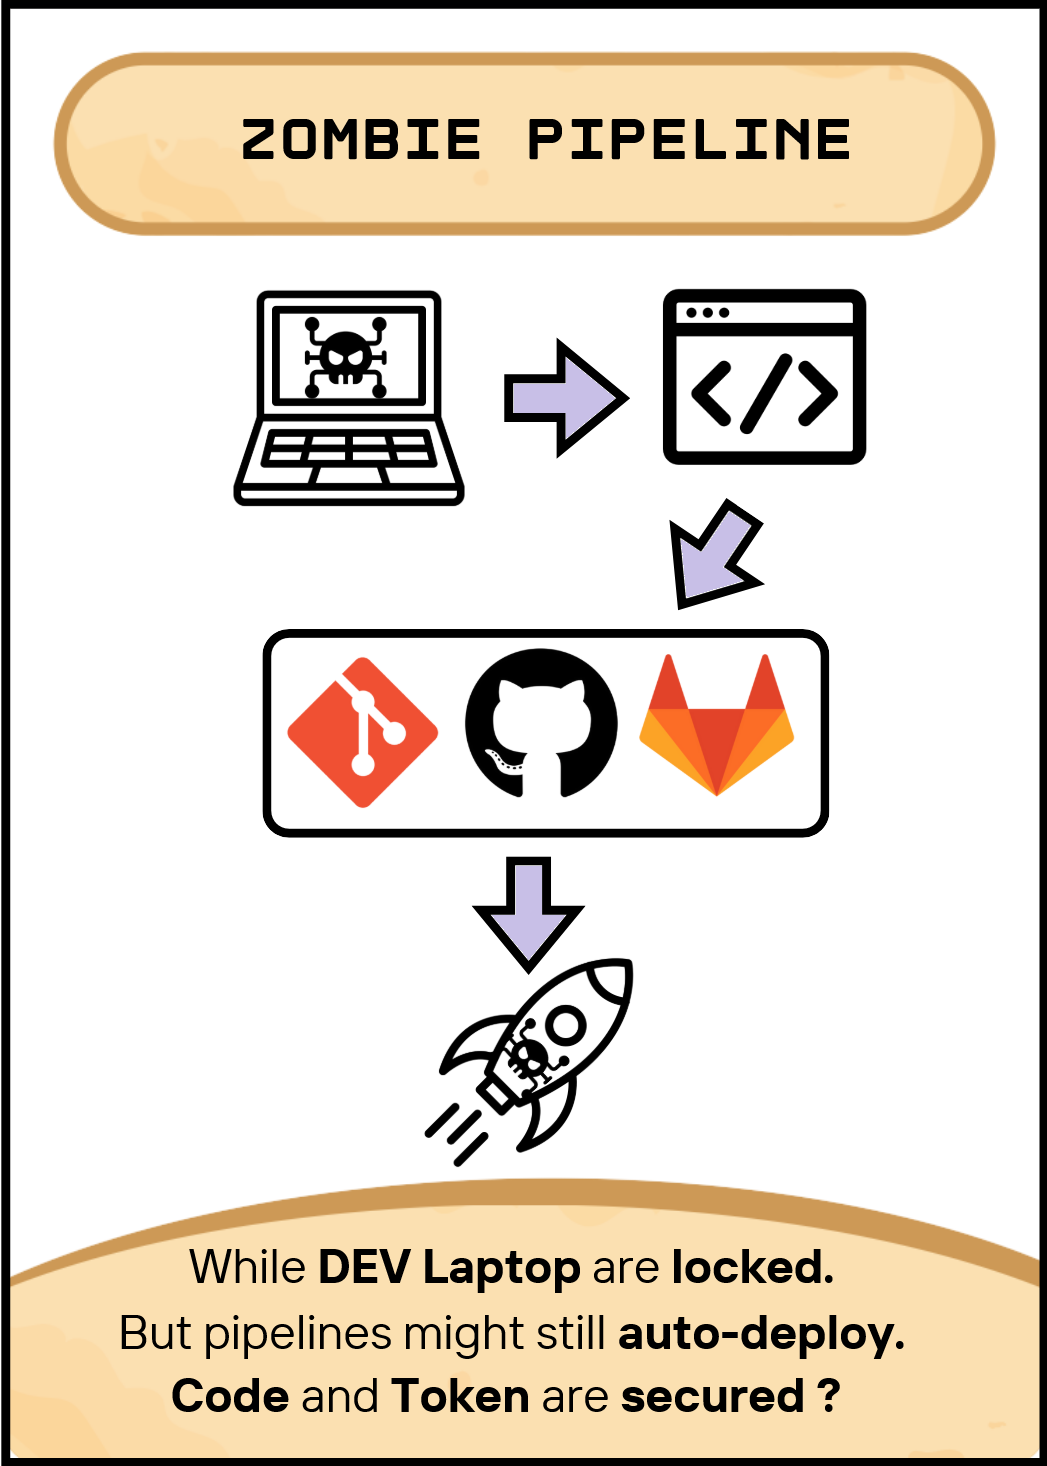 ZOMBIE PIPELINE
</>
While DEV Laptop are locked.
But pipelines might still auto-deploy.
Code and Token are secured ?